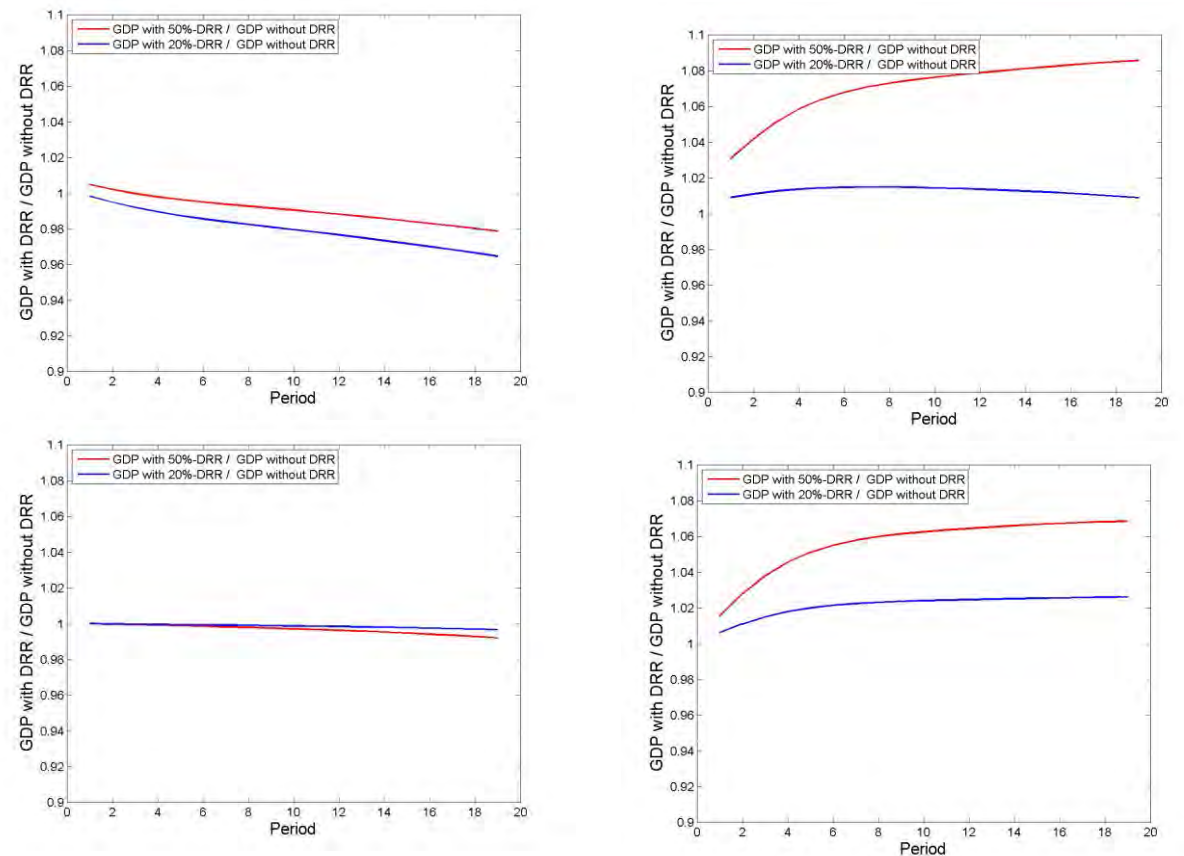 GDP with 50%-DRR / GDP without DRR
GDP with 20%-DRR / GDP without DRR
GDP with DRR / GDP without DRR
1.1
1.08
1.06
1.04
1.02
1
0.98
0.96
0.94
0.92
0.9
0 2 4 6 8 10 12 14 16 18 20
Period
GDP with 50%-DRR / GDP without DRR
GDP with 20%-DRR / GDP without DRR
GDP with DRR / GDP without DRR
1.1
1.08
1.06
1.04
1.02
1
0.98
0.96
0.94
0.92
0.9
0 2 4 6 8 10 12 14 16 18 20
Period
GDP with 50%-DRR / GDP without DRR
GDP with 20%-DRR / GDP without DRR
GDP with DRR / GDP without DRR
1.1
1.08
1.06
1.04
1.02
1
0.98
0.96
0.94
0.92
0.9
0 2 4 6 8 10 12 14 16 18 20
Period
GDP with 50%-DRR / GDP without DRR
GDP with 20%-DRR / GDP without DRR
GDP with DRR / GDP without DRR
1.1
1.08
1.06
1.04
1.02
1
0.98
0.96
0.94
0.92
0.9
0 2 4 6 8 10 12 14 16 18 20
Period